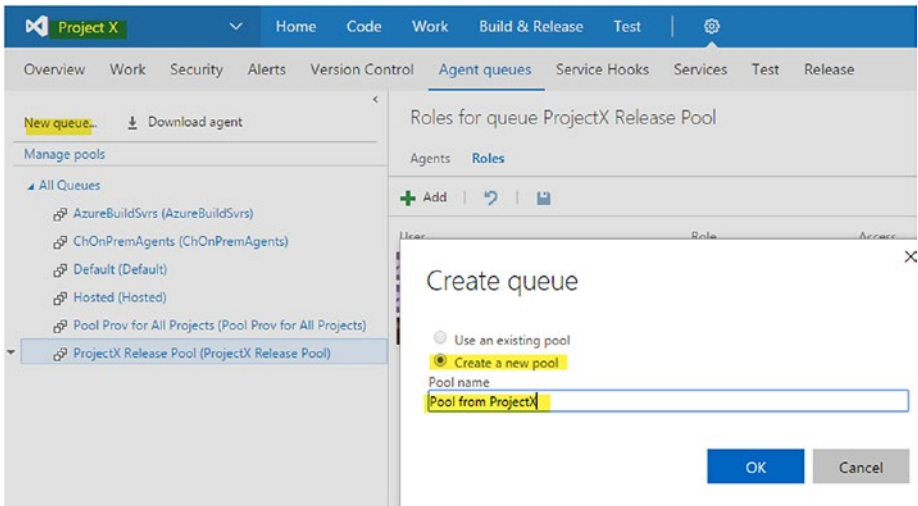 Project X Home Code Work Build & Release Test
Overview Work Security Alerts Version Control Agent queues Service Hooks Services Test Release
New queue... Download agent
Manage pools
All Queues
AzureBuildSvrs (AzureBuildSvrs)
ChOnPremAgents (ChOnPremAgents)
Default (Default)
Hosted (Hosted)
Pool Prov for All Projects (Pool Prov for All Projects)
ProjectX Release Pool (ProjectX Release Pool)
Roles for queue ProjectX Release Pool
Agents Roles
Add
User Role Access
Create queue
Use an existing pool
Create a new pool
Pool name
Pool from ProjectX
OK Cancel